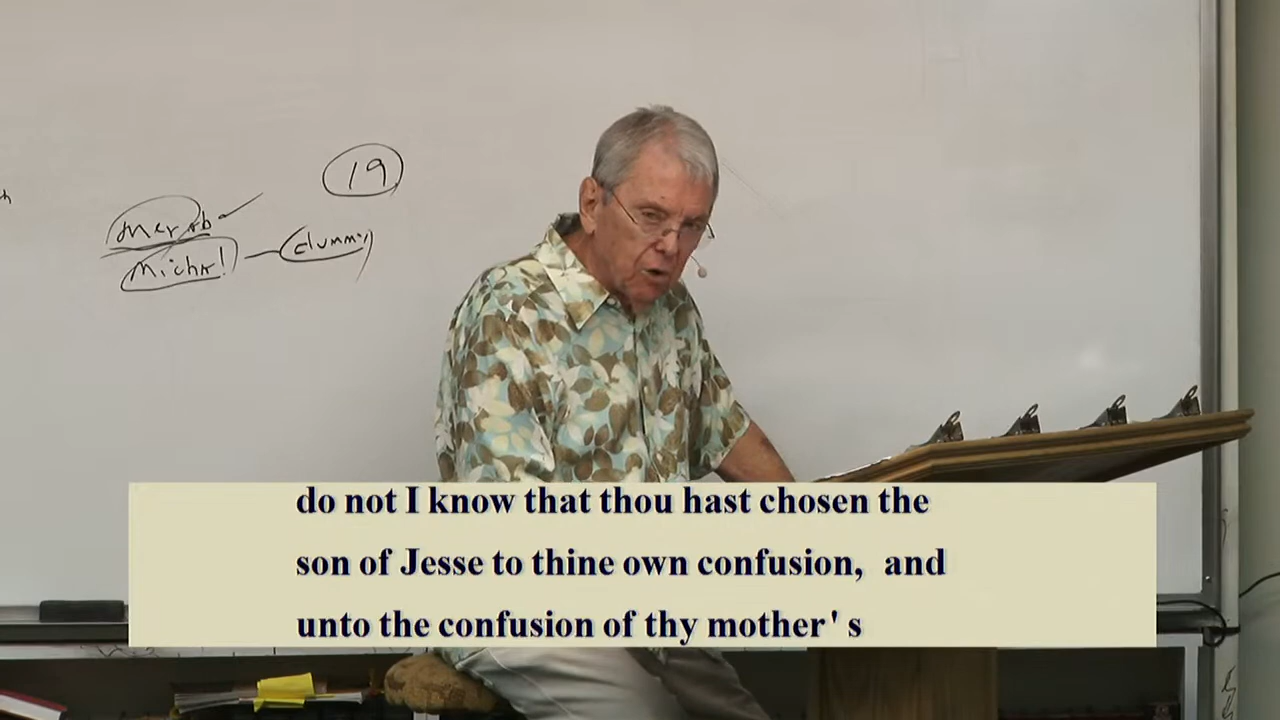 19
Merab
Michal
dummy
do not I know that thou hast chosen the
son of Jesse to thine own confusion, and
unto the confusion of thy mother' s